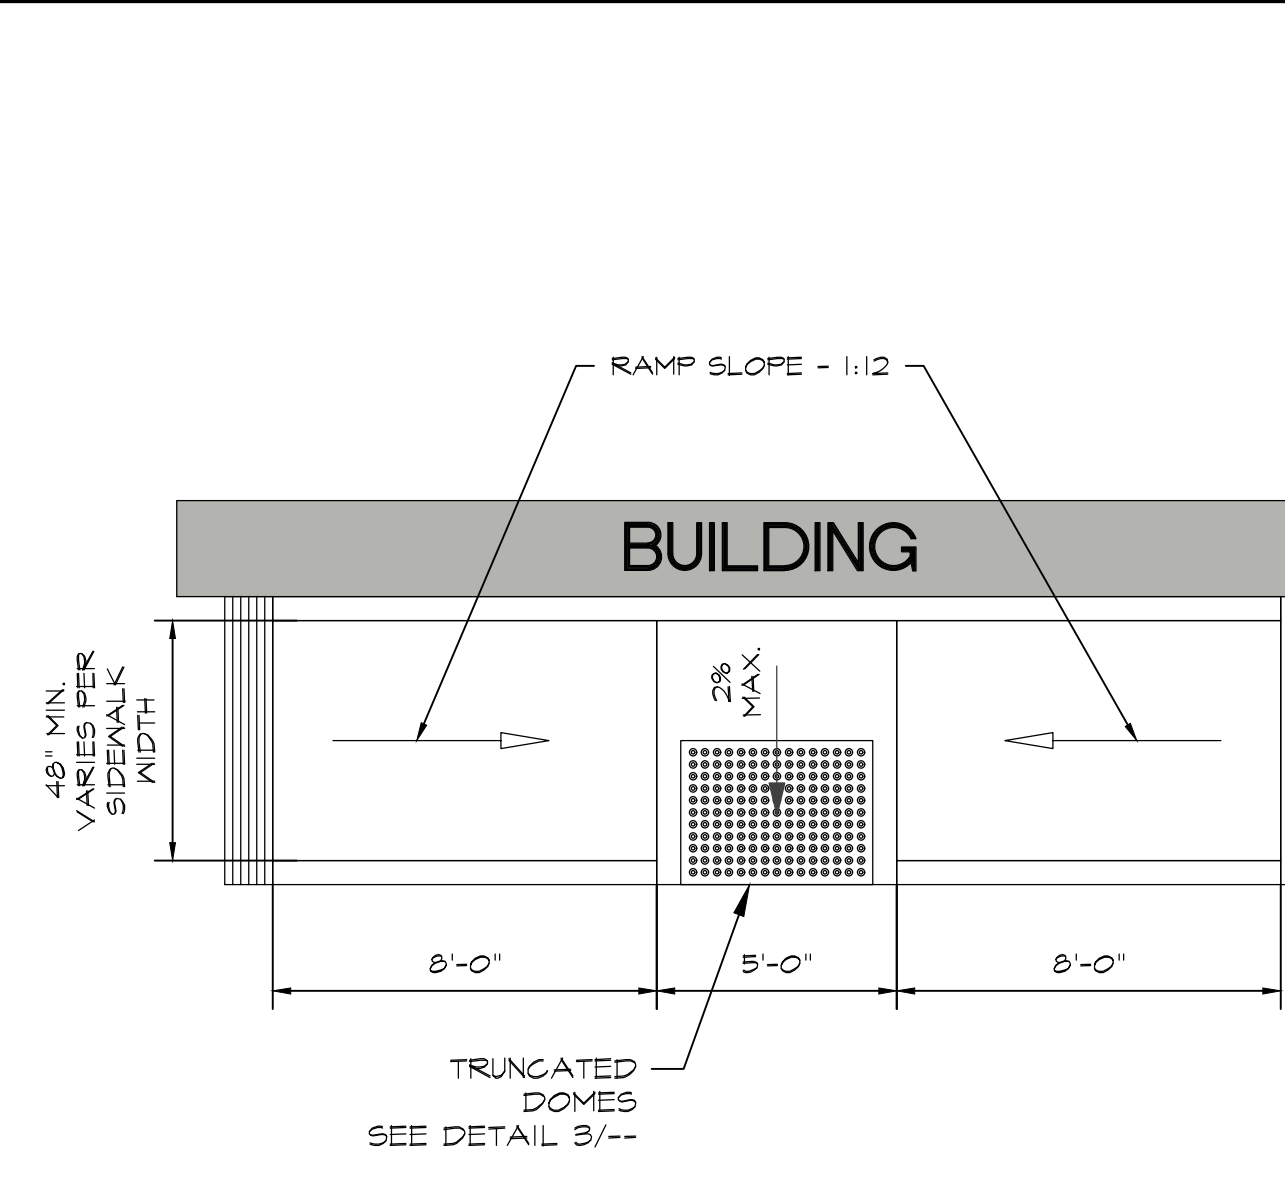 RAMP SLOPE - 1:12
BUILDING
48" MIN.
VARIES PER
SIDEWALK
WIDTH
2%
MAX.
8'-0"
5'-0"
8'-0"
TRUNCATED
DOMES
SEE DETAIL 3/--